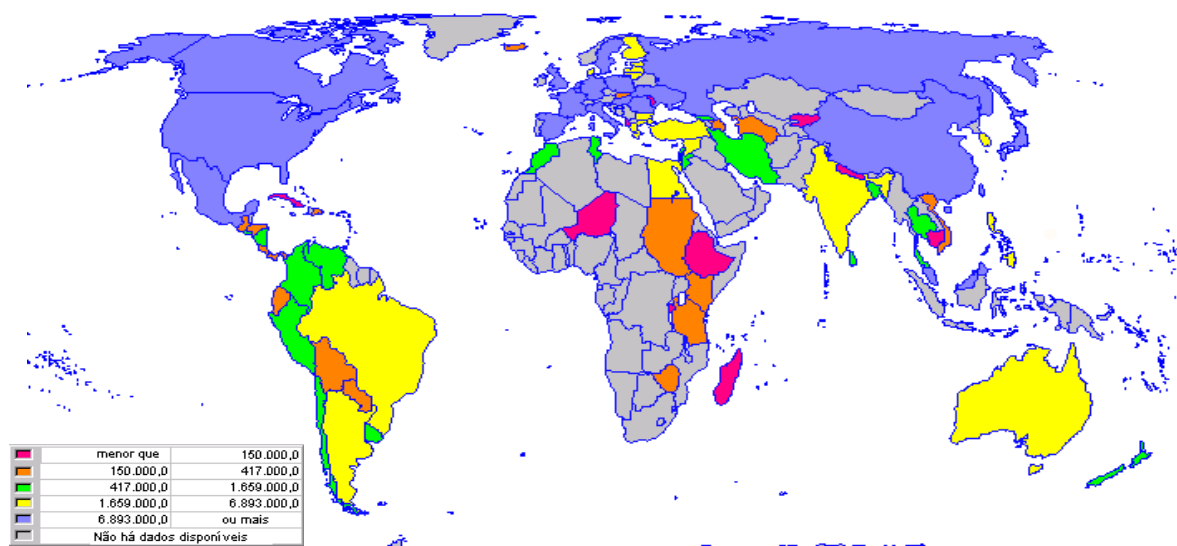 menor que 150.000,0
150.000,0 417.000,0
417.000,0 1.659.000,0
1.659.000,0 6.893.000,0
6.893.000,0 ou mais
Não há dados disponíveis